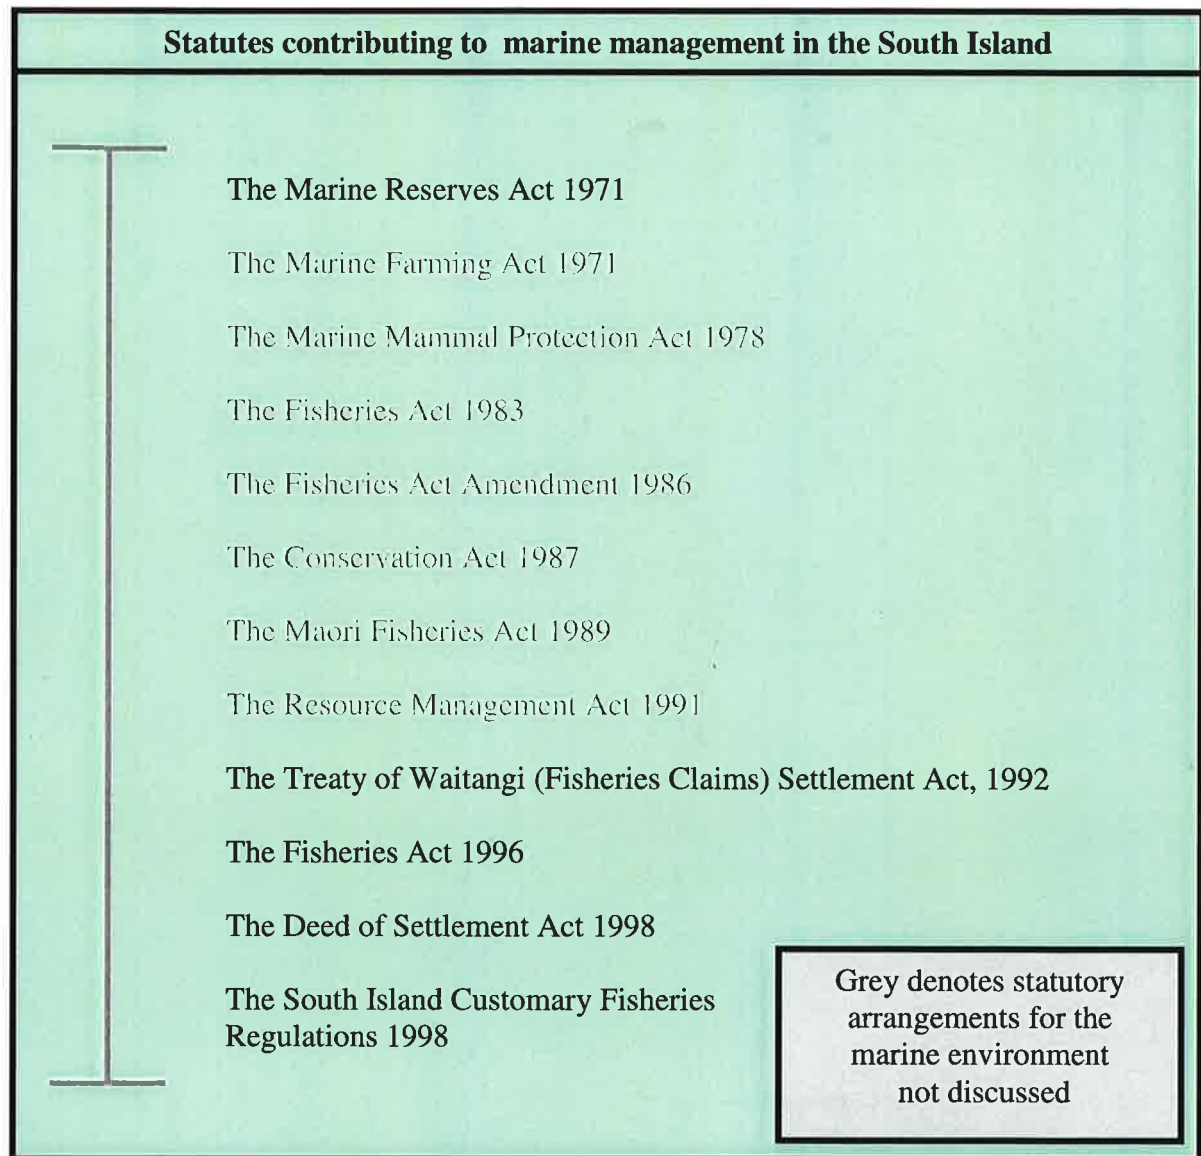 Statutes contributing to marine management in the South Island
The Marine Reserves Act 1971
The Marine Farming Act 1971
The Marine Mammal Protection Act 1978
The Fisheries Act 1983
The Fisheries Act Amendment 1986
The Conservation Act 1987
The Maori Fisheries Act 1989
The Resource Management Act 1991
The Treaty of Waitangi (Fisheries Claims) Settlement Act, 1992
The Fisheries Act 1996
The Deed of Settlement Act 1998
The South Island Customary Fisheries
Regulations 1998
Grey denotes statutory
arrangements for the
marine environment
not discussed